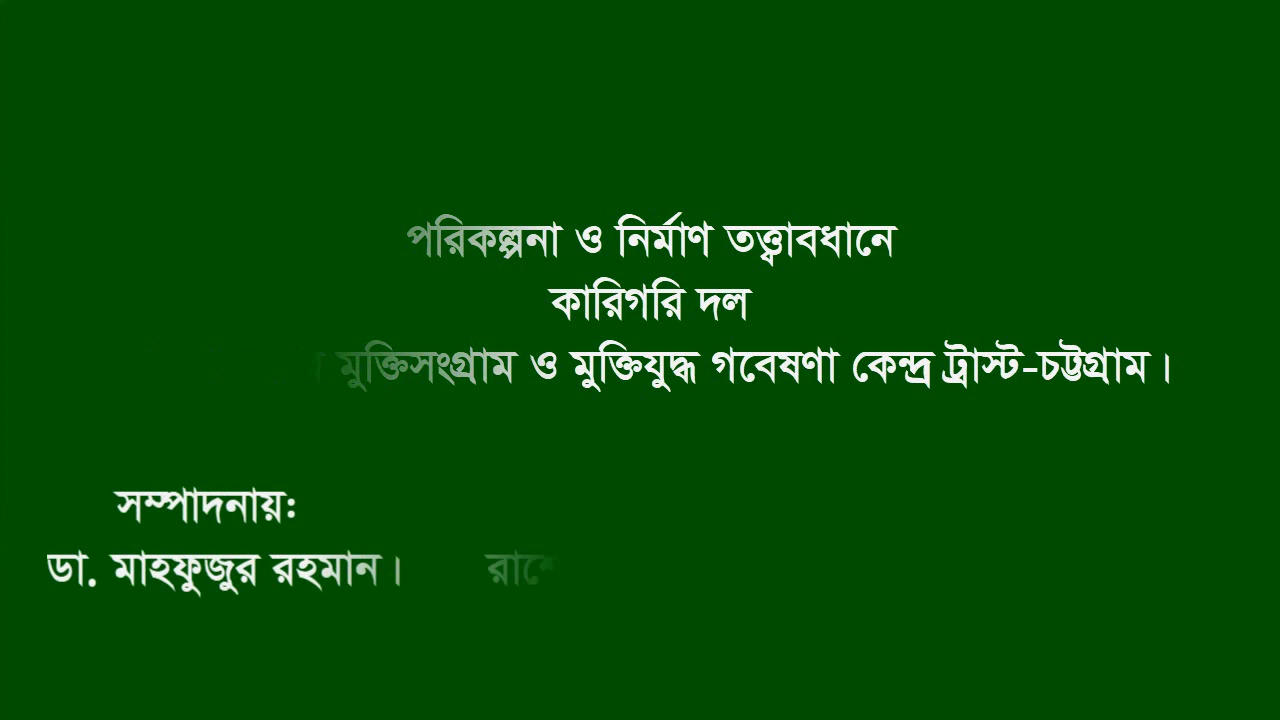 পরিকল্পনা ও নির্মাণ তত্ত্বাবধানে
কারিগরি দল
মুক্তিসংগ্রাম ও মুক্তিযুদ্ধ গবেষণা কেন্দ্র ট্রাস্ট-চট্টগ্রাম।
সম্পাদনায়ঃ
ডা. মাহফুজুর রহমান।